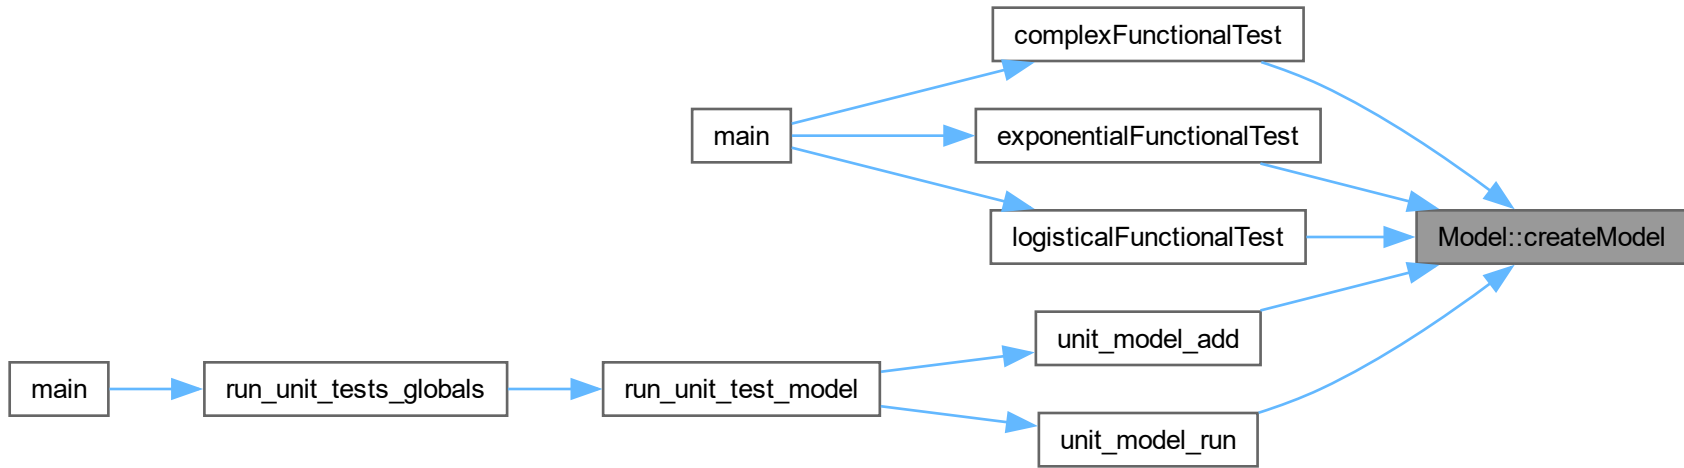 complexFunctionalTest
main
exponentialFunctionalTest
logisticalFunctionalTest
Model::createModel
unit_model_add
main
run_unit_tests_globals
run_unit_test_model
unit_model_run